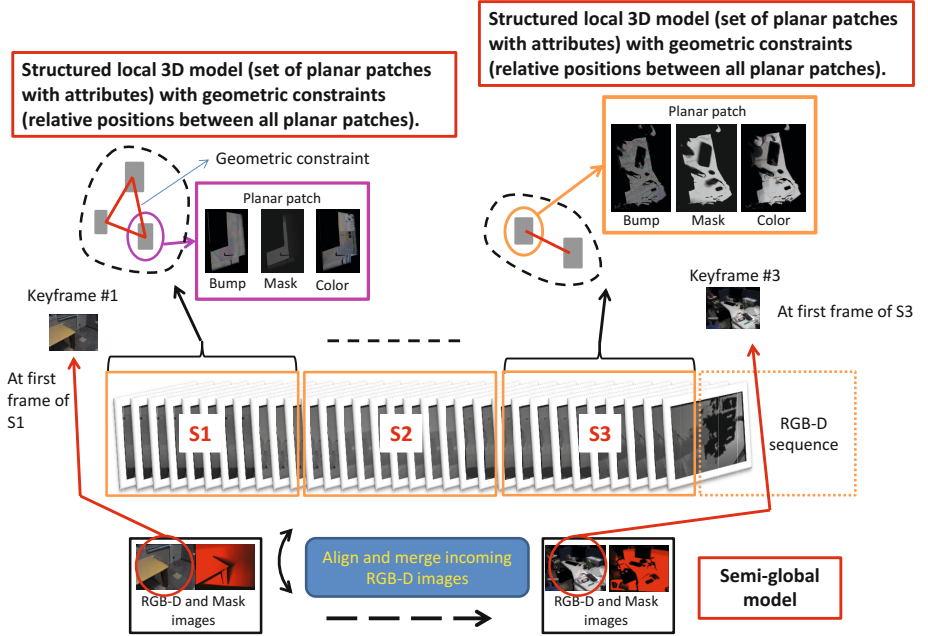 Structured local 3D model (set of planar patches
with attributes) with geometric constraints
(relative positions between all planar patches).
Structured local 3D model (set of planar patches
with attributes) with geometric constraints
(relative positions between all planar patches).
Geometric constraint
Planar patch
Bump Mask Color
Planar patch
Bump Mask Color
Keyframe #1
At first
frame of
S1
Keyframe #3
At first frame of S3
S1
S2
S3
RGB-D
sequence
RGB-D and Mask
images
Align and merge incoming
RGB-D images
RGB-D and Mask
images
Semi-global
model